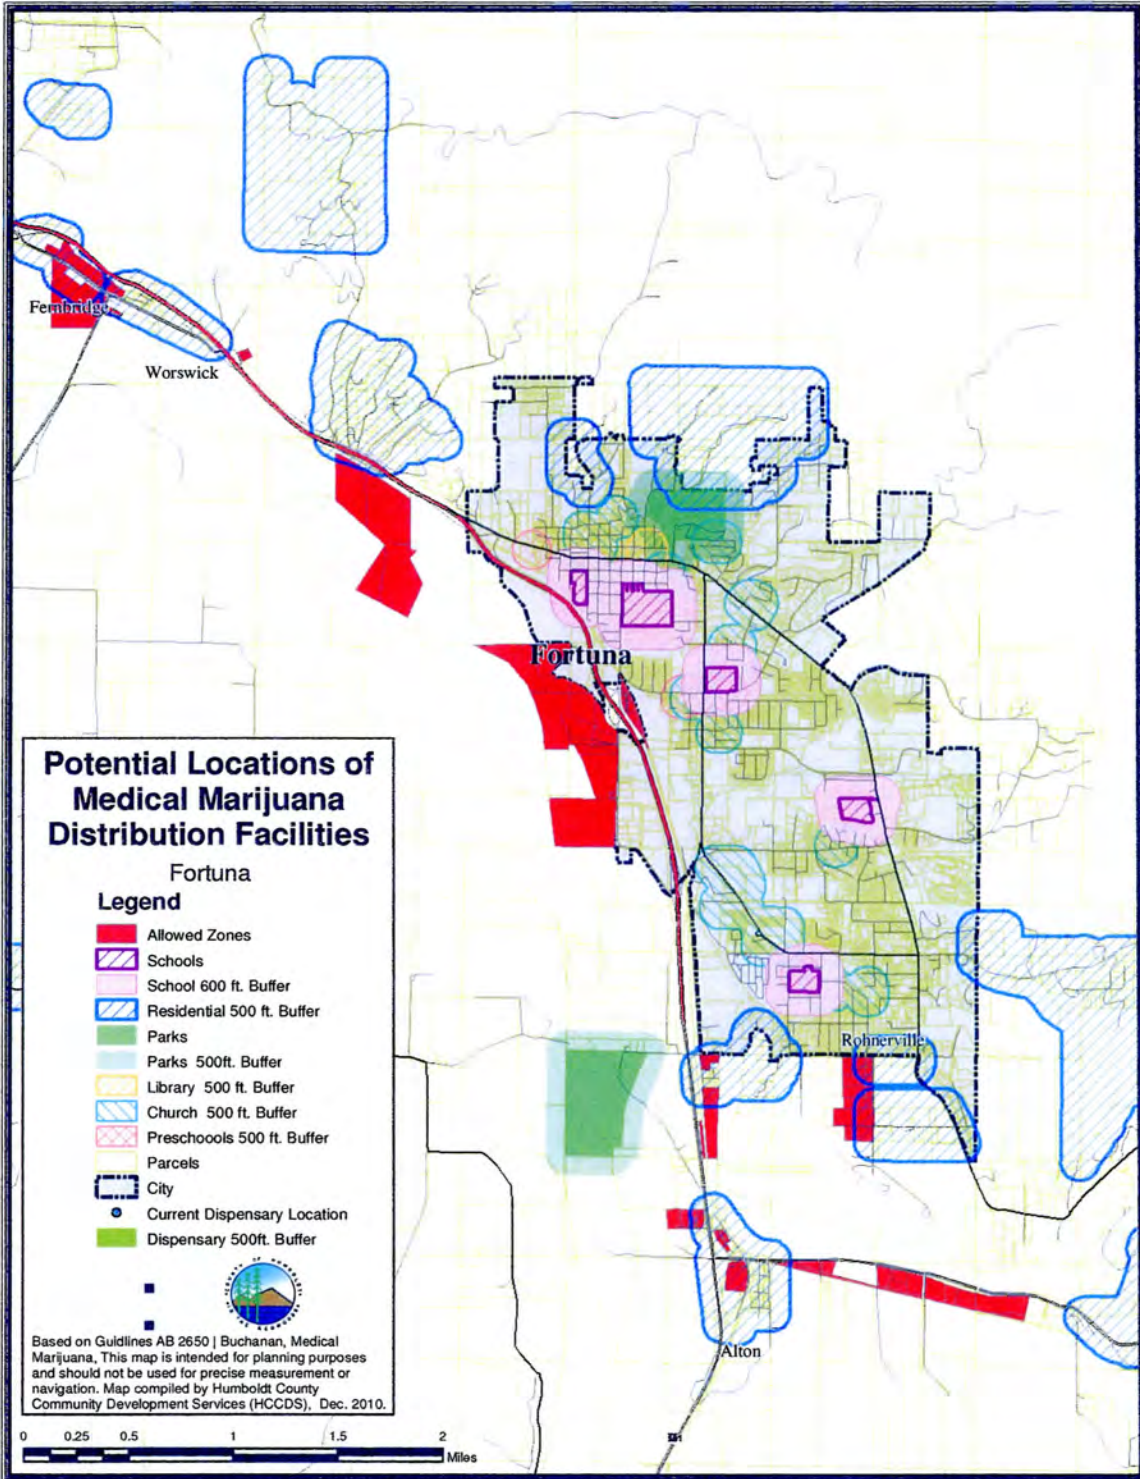 Fernbridge
Worswick
Fortuna
Rohnerville
Alton
Potential Locations of
Medical Marijuana
Distribution Facilities
Fortuna
Legend
Allowed Zones
Schools
School 600 ft. Buffer
Residential 500 ft. Buffer
Parks
Parks 500ft. Buffer
Library 500 ft. Buffer
Church 500 ft. Buffer
Preschoools 500 ft. Buffer
Parcels
City
Current Dispensary Location
Dispensary 500ft. Buffer
Based on Guidlines AB 2650 | Buchanan, Medical
Marijuana, This map is intended for planning purposes
and should not be used for precise measurement or
navigation. Map compiled by Humboldt County
Community Development Services (HCCDS), Dec. 2010.
0 0.25 0.5 1 1.5 2
Miles